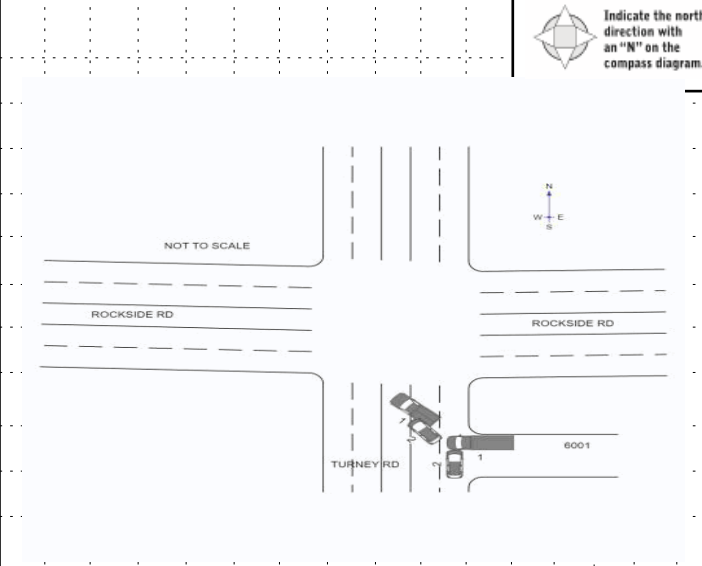 Indicate the north
direction with
an "N" on the
compass diagram.
N
W E
S
NOT TO SCALE
ROCKSIDE RD
ROCKSIDE RD
1
2
6001
1
TURNEY RD
2